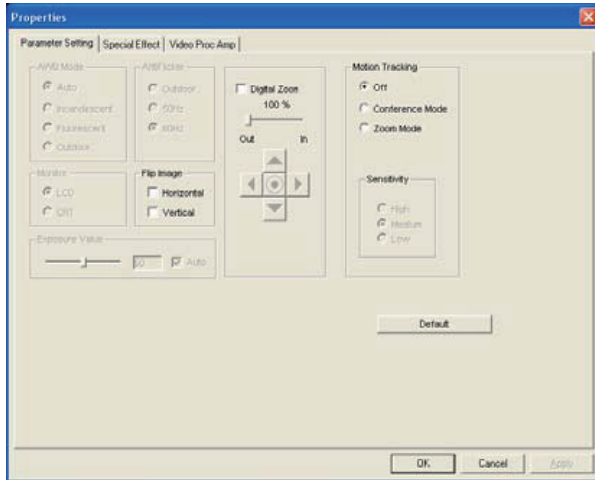 Properties
Parameter Setting
Special Effect
Video Proc Amp
AWB Mode
Auto
Incandescent
Fluorescent
Outdoor
AntiFlicker
Outdoor
50Hz
60Hz
Monitor
LCD
CRT
Flip Image
Horizontal
Vertical
Exposure Value
50
Auto
Digital Zoom
100 %
Out
In
Motion Tracking
Off
Conference Mode
Zoom Mode
Sensitivity
High
Medium
Low
Default
OK
Cancel
Apply